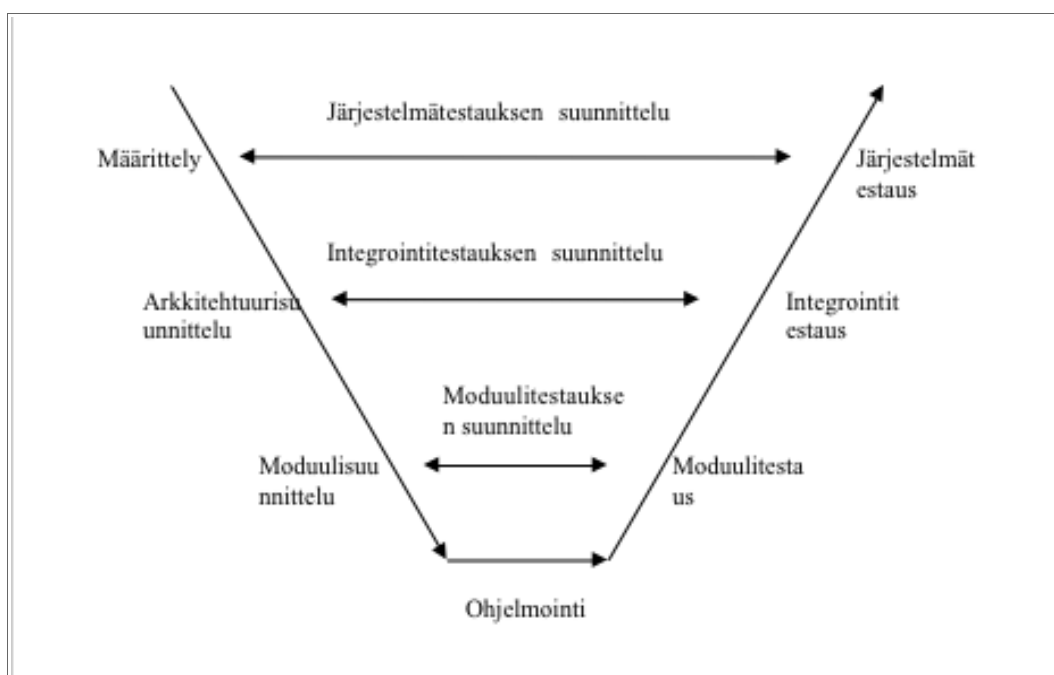 Järjestelmätestauksen suunnittelu
Määrittely
Järjestelmät
estaus
Integrointitestauksen suunnittelu
Arkkitehtuurisu
unnittelu
Integrointit
estaus
Moduulitestaukse
n suunnittelu
Moduulisuu
nnittelu
Moduulitesta
us
Ohjelmointi